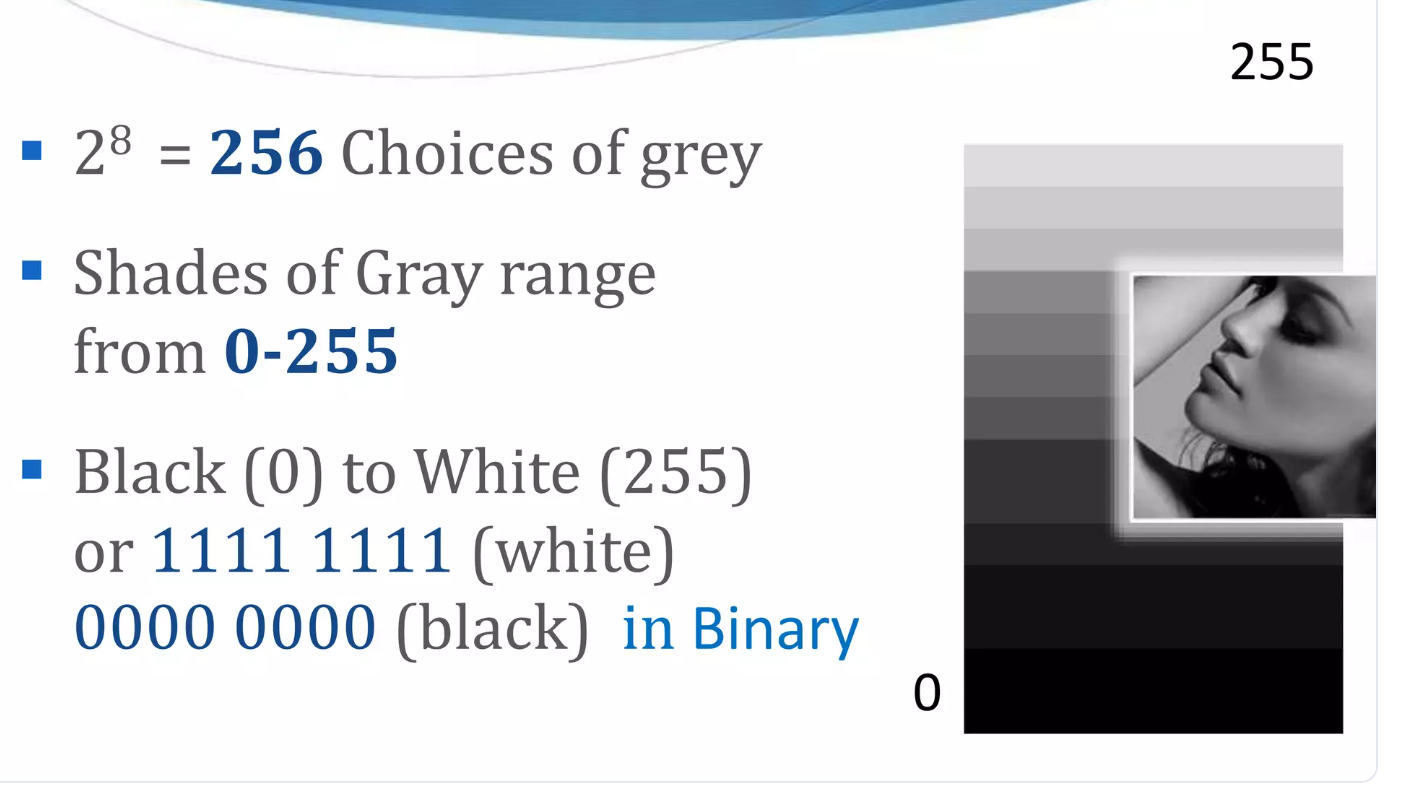 255
▪ 2⁸ = 256 Choices of grey
▪ Shades of Gray range
from 0-255
▪ Black (0) to White (255)
or 1111 1111 (white)
0000 0000 (black) in Binary
0